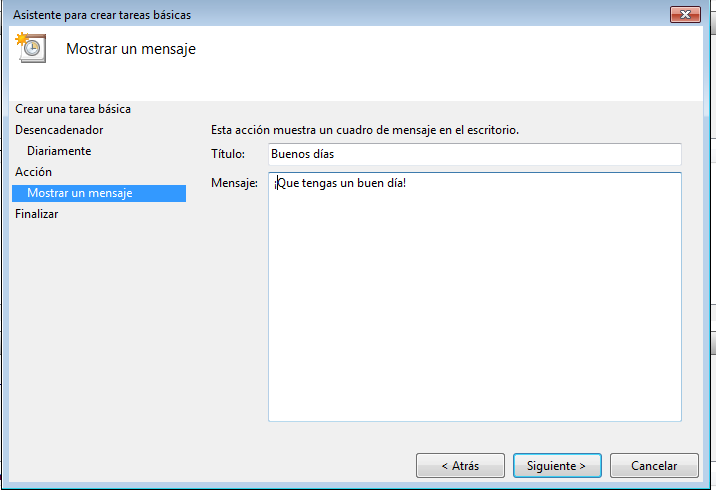 Asistente para crear tareas básicas
Mostrar un mensaje
Crear una tarea básica
Desencadenador
Diariamente
Acción
Mostrar un mensaje
Finalizar
Esta acción muestra un cuadro de mensaje en el escritorio.
Título: Buenos días
Mensaje: ¡Que tengas un buen día!
< Atrás Siguiente > Cancelar